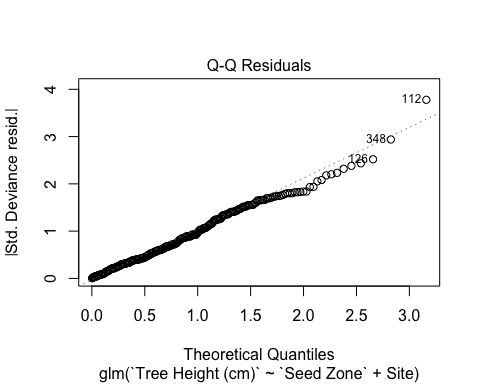 Q-Q Residuals
|Std. Deviance resid.|
4
3
2
1
0
112
348
126
0.0 0.5 1.0 1.5 2.0 2.5 3.0
Theoretical Quantiles
glm(`Tree Height (cm)` ~ `Seed Zone` + Site)